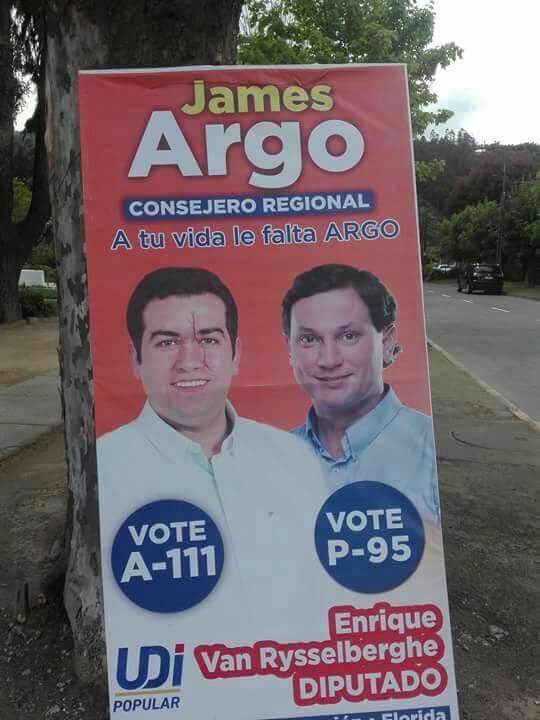 James
Argo
CONSEJERO REGIONAL
A tu vida le falta ARGO
VOTE
A-111
VOTE
P-95
Enrique
Van Rysselberghe
DIPUTADO
UDi
POPULAR
Florida